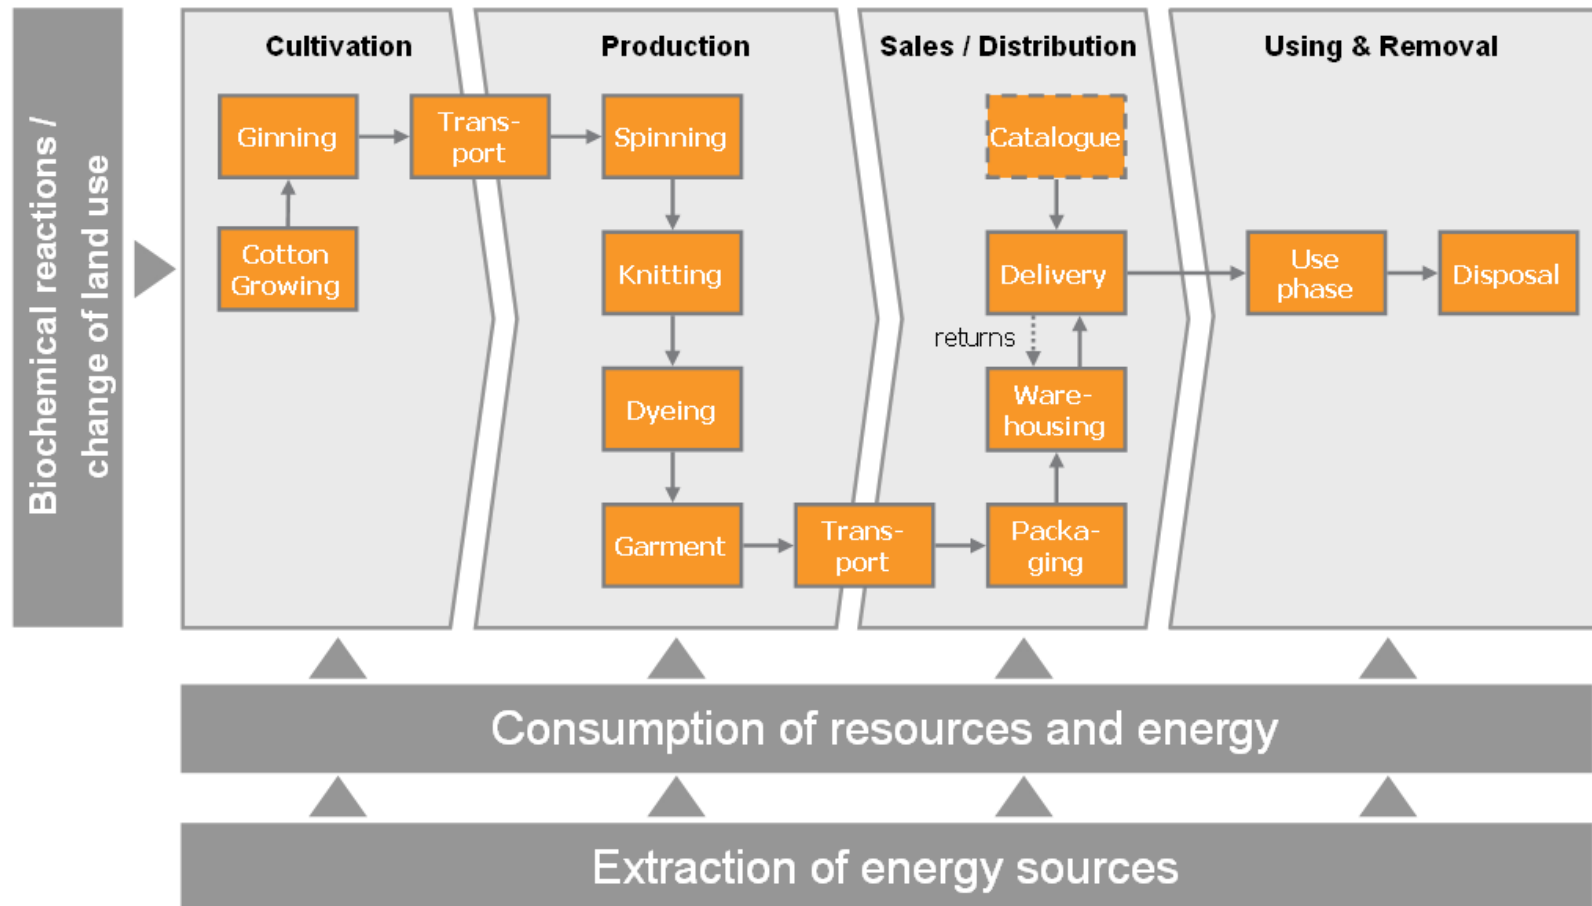 Biochemical reactions /
change of land use
Cultivation
Ginning
Cotton
Growing
Trans-
port
Production
Spinning
Knitting
Dyeing
Garment
Trans-
port
Sales / Distribution
Catalogue
Delivery
returns
Ware-
housing
Packa-
ging
Using & Removal
Use
phase
Disposal
Consumption of resources and energy
Extraction of energy sources